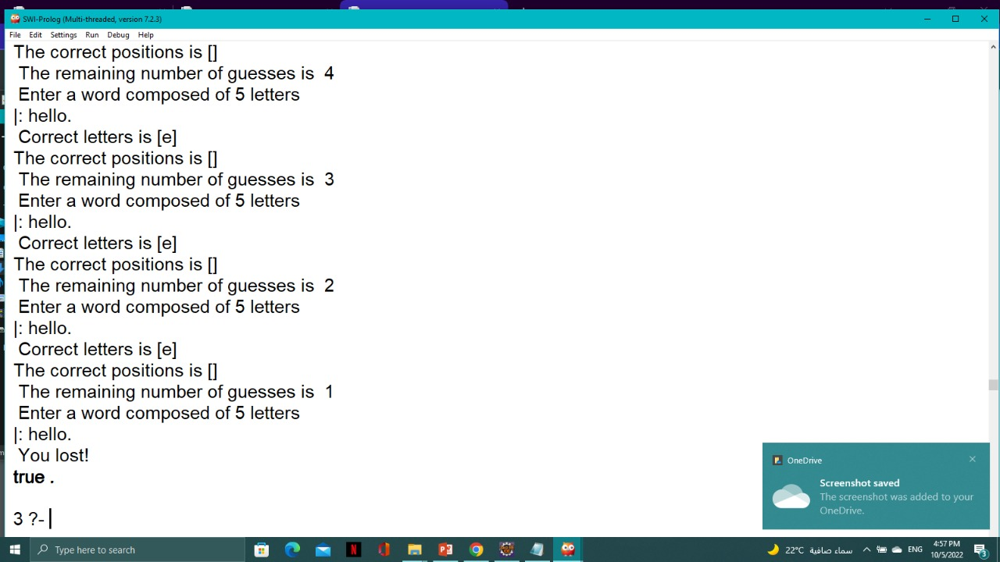 SWI-Prolog (Multi-threaded, version 7.2.3)
File Edit Settings Run Debug Help
The correct positions is []
The remaining number of guesses is 4
Enter a word composed of 5 letters
|: hello.
Correct letters is [e]
The correct positions is []
The remaining number of guesses is 3
Enter a word composed of 5 letters
|: hello.
Correct letters is [e]
The correct positions is []
The remaining number of guesses is 2
Enter a word composed of 5 letters
|: hello.
Correct letters is [e]
The correct positions is []
The remaining number of guesses is 1
Enter a word composed of 5 letters
|: hello.
You lost!
true .
3 ?-
OneDrive
Screenshot saved
The screenshot was added to your
OneDrive.
Type here to search
22°C سماء صافية
ENG
4:57 PM
10/5/2022
3